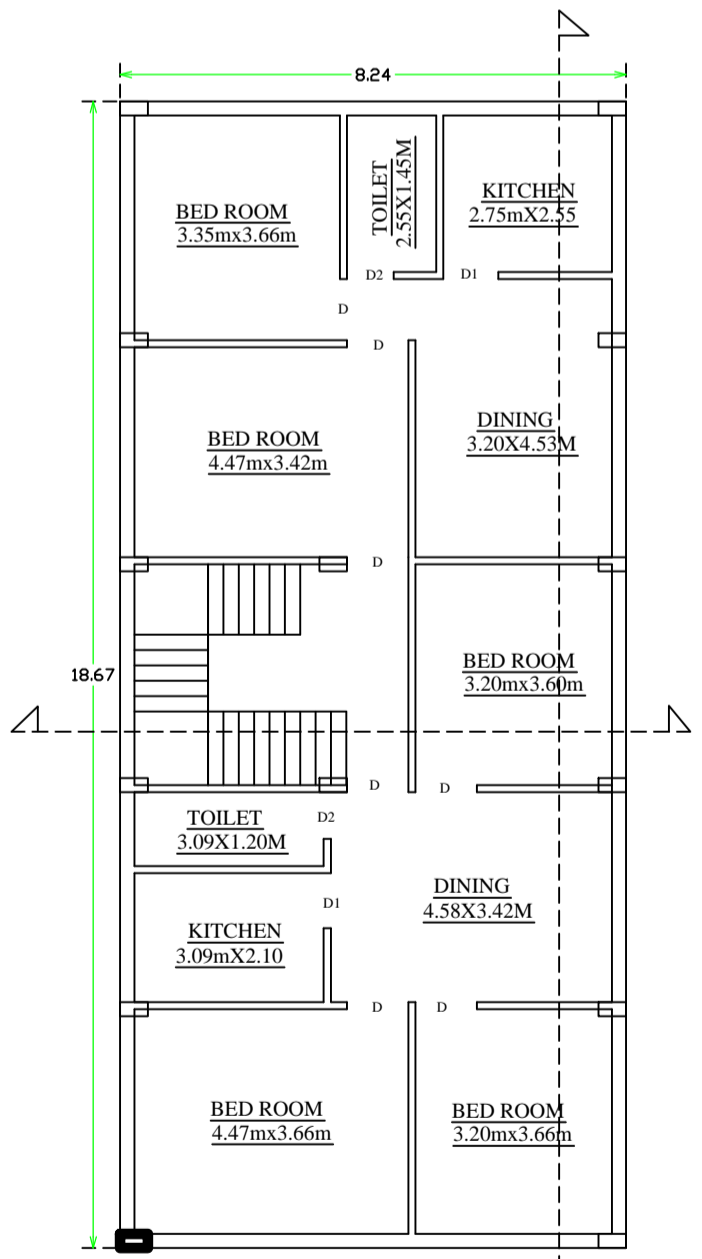 8.24
BED ROOM
3.35mx3.66m
TOILET
2.55X1.45M
KITCHEN
2.75mX2.55
D2
D1
D
D
BED ROOM
4.47mx3.42m
DINING
3.20X4.53M
D
18.67
BED ROOM
3.20mx3.60m
D
D
TOILET
3.09X1.20M
D2
KITCHEN
3.09mX2.10
D1
DINING
4.58X3.42M
D
D
BED ROOM
4.47mx3.66m
BED ROOM
3.20mx3.66m